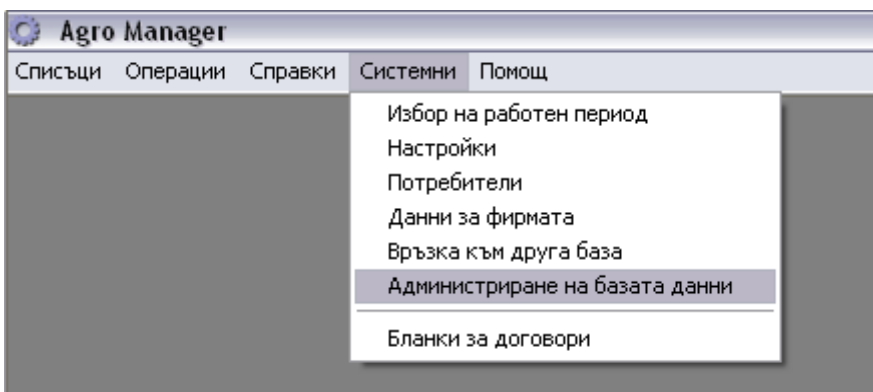 Agro Manager
Списъци Операции Справки Системни Помощ
Избор на работен период
Настройки
Потребители
Данни за фирмата
Връзка към друга база
Администриране на базата данни
Бланки за договори